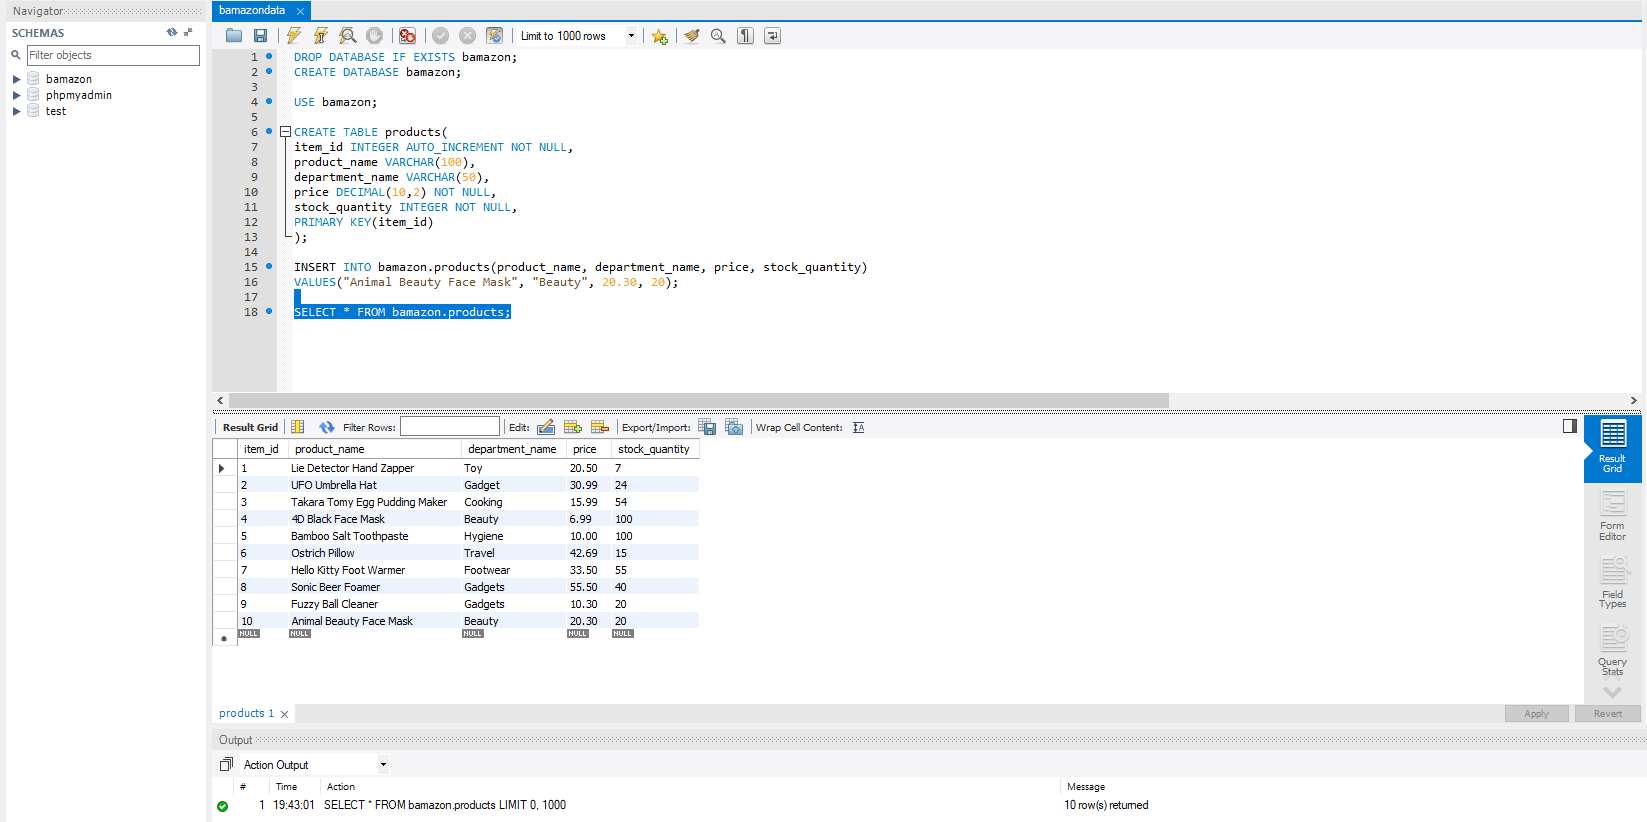 Navigator
SCHEMAS
Filter objects
bamazon
phpmyadmin
test
bamazondata
Limit to 1000 rows
1 DROP DATABASE IF EXISTS bamazon;
2 CREATE DATABASE bamazon;
3
4 USE bamazon;
5
6 CREATE TABLE products(
7 item_id INTEGER AUTO_INCREMENT NOT NULL,
8 product_name VARCHAR(100),
9 department_name VARCHAR(50),
10 price DECIMAL(10,2) NOT NULL,
11 stock_quantity INTEGER NOT NULL,
12 PRIMARY KEY(item_id)
13 );
14
15 INSERT INTO bamazon.products(product_name, department_name, price, stock_quantity)
16 VALUES("Animal Beauty Face Mask", "Beauty", 20.30, 20);
17
18 SELECT * FROM bamazon.products;
Result Grid Filter Rows: Edit: Export/Import: Wrap Cell Content:
item_id product_name department_name price stock_quantity
1 Lie Detector Hand Zapper Toy 20.50 7
2 UFO Umbrella Hat Gadget 30.99 24
3 Takara Tomy Egg Pudding Maker Cooking 15.99 54
4 4D Black Face Mask Beauty 6.99 100
5 Bamboo Salt Toothpaste Hygiene 10.00 100
6 Ostrich Pillow Travel 42.69 15
7 Hello Kitty Foot Warmer Footwear 33.50 55
8 Sonic Beer Foamer Gadgets 55.50 40
9 Fuzzy Ball Cleaner Gadgets 10.30 20
10 Animal Beauty Face Mask Beauty 20.30 20
NULL NULL NULL NULL NULL
Result
Grid
Form
Editor
Field
Types
Query
Stats
products 1
Apply Revert
Output
Action Output
# Time Action Message
1 19:43:01 SELECT * FROM bamazon.products LIMIT 0, 1000 10 row(s) returned